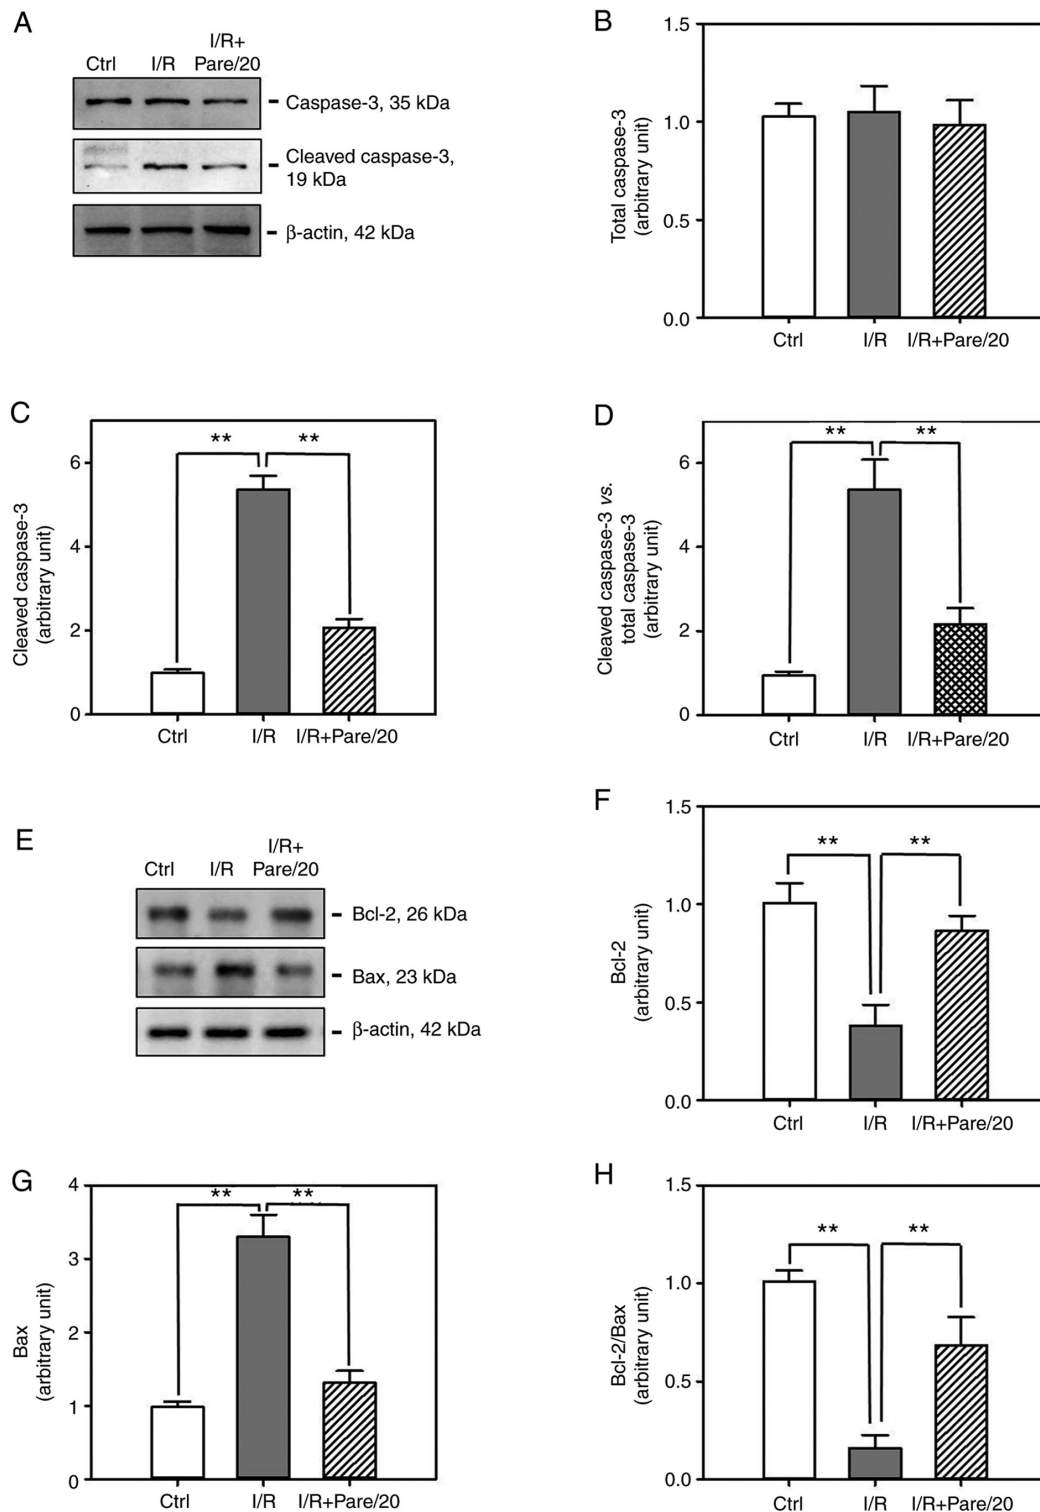 A
Ctrl
I/R
I/R+
Pare/20
Caspase-3, 35 kDa
Cleaved caspase-3,
19 kDa
β-actin, 42 kDa
B
Total caspase-3
(arbitrary unit)
1.5
1.0
0.5
0.0
Ctrl
I/R
I/R+Pare/20
C
Cleaved caspase-3
(arbitrary unit)
6
4
2
0
**
**
Ctrl
I/R
I/R+Pare/20
D
Cleaved caspase-3 vs.
total caspase-3
(arbitrary unit)
6
4
2
0
**
**
Ctrl
I/R
I/R+Pare/20
E
Ctrl
I/R
I/R+
Pare/20
Bcl-2, 26 kDa
Bax, 23 kDa
β-actin, 42 kDa
F
Bcl-2
(arbitrary unit)
1.5
1.0
0.5
0.0
**
**
Ctrl
I/R
I/R+Pare/20
G
Bax
(arbitrary unit)
4
3
2
1
0
**
**
Ctrl
I/R
I/R+Pare/20
H
Bcl-2/Bax
(arbitrary unit)
1.5
1.0
0.5
0.0
**
**
Ctrl
I/R
I/R+Pare/20